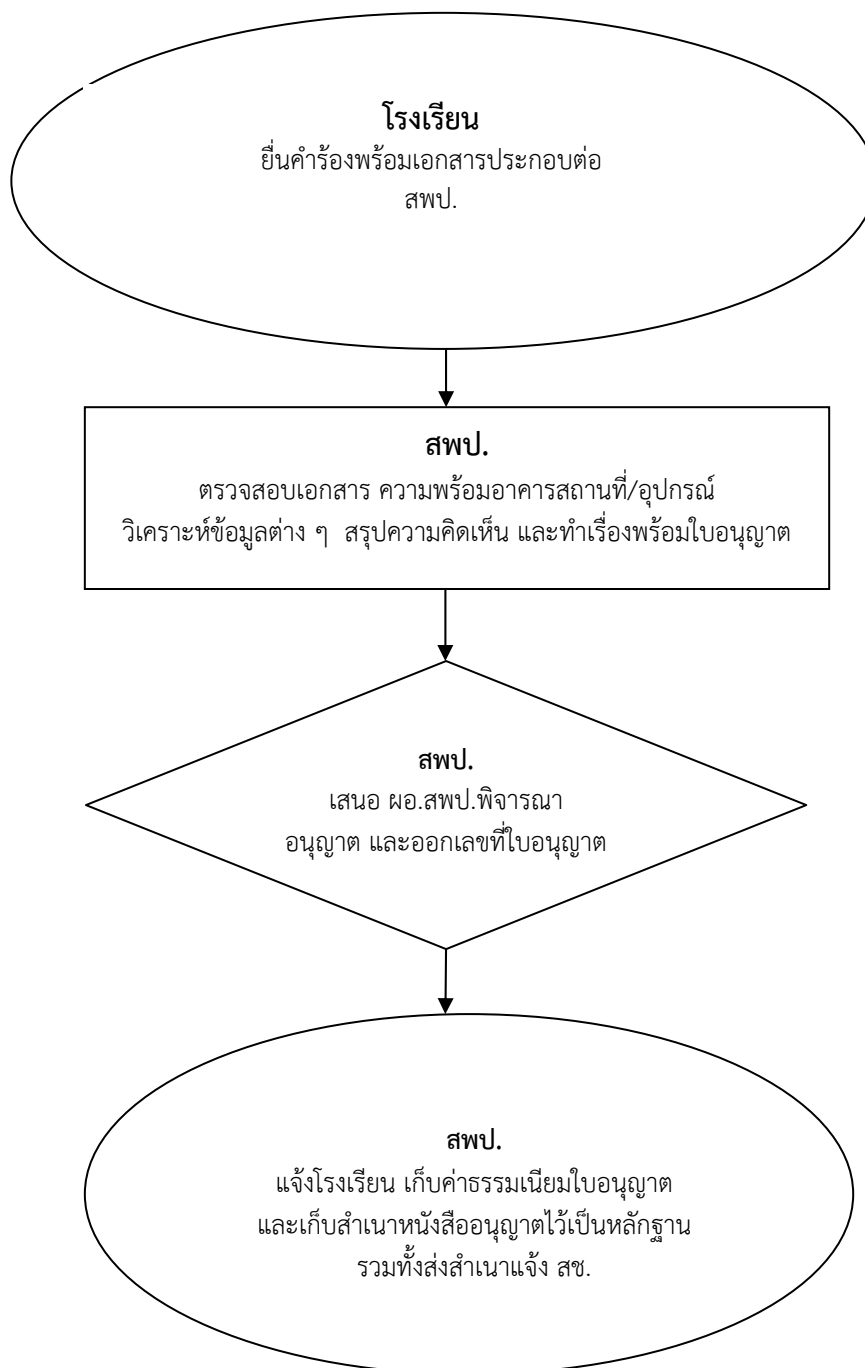 โรงเรียน
ยื่นคำร้องพร้อมเอกสารประกอบต่อ
สพป.
สพป.
ตรวจสอบเอกสาร ความพร้อมอาคารสถานที่/อุปกรณ์
วิเคราะห์ข้อมูลต่าง ๆ  สรุปความคิดเห็น และทำเรื่องพร้อมใบอนุญาต
สพป.
เสนอ ผอ.สพป.พิจารณา
อนุญาต และออกเลขที่ใบอนุญาต
สพป.
แจ้งโรงเรียน เก็บค่าธรรมเนียมใบอนุญาต
และเก็บสำเนาหนังสืออนุญาตไว้เป็นหลักฐาน
รวมทั้งส่งสำเนาแจ้ง สช.